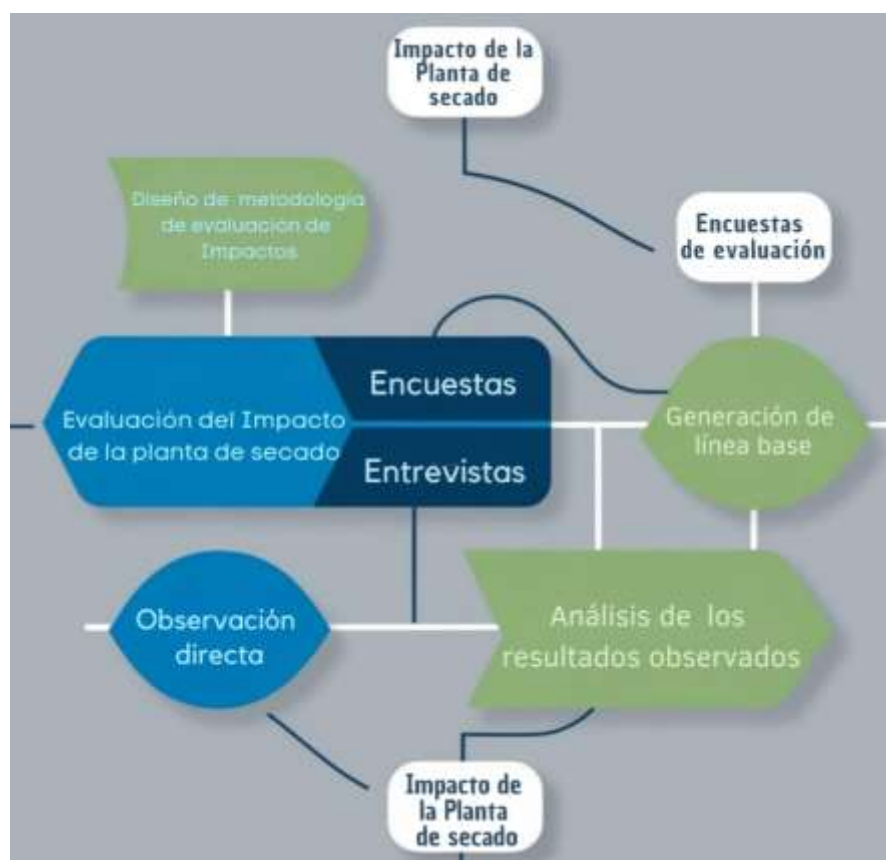 Impacto de la
Planta de
secado
Diseño de metodología
de evaluación de
Impactos
Encuestas
de evaluación
Encuestas
Evaluación del Impacto
de la planta de secado
Entrevistas
Generación de
línea base
Observación
directa
Análisis de los
resultados observados
Impacto de
la Planta
de secado